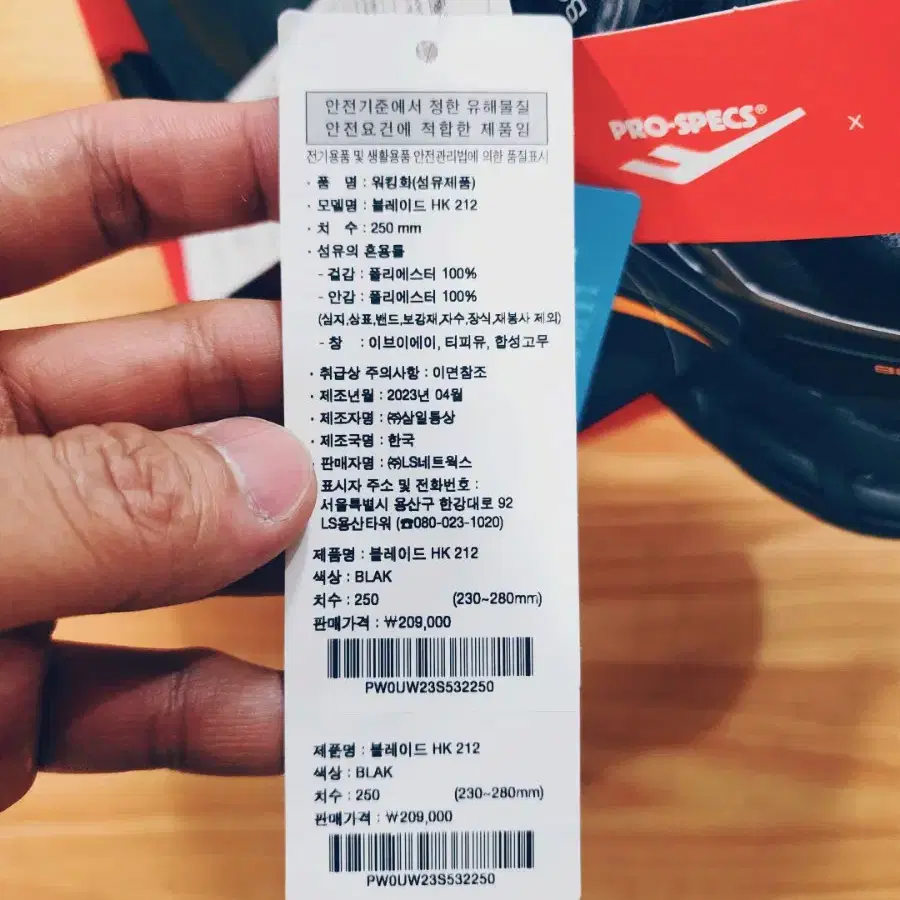 안전기준에서 정한 유해물질
안전요건에 적합한 제품임
전기용품 및 생활용품 안전관리법에 의한 품질표시
· 품 명 : 워킹화(섬유제품)
· 모델명 : 블레이드 HK 212
· 치 수 : 250 mm
· 섬유의 혼용률
- 겉감 : 폴리에스터 100%
- 안감 : 폴리에스터 100%
(심지,상표,밴드,보강재,자수,장식,재봉사 제외)
- 창 : 이브이에이, 티피유, 합성고무
· 취급상 주의사항 : 이면참조
· 제조년월 : 2023년 04월
· 제조자명 : ㈜삼일통상
· 제조국명 : 한국
· 판매자명 : ㈜LS네트웍스
표시자 주소 및 전화번호 :
서울특별시 용산구 한강대로 92
LS용산타워 (☎080-023-1020)
제품명 : 블레이드 HK 212
색상 : BLAK
치수 : 250 (230~280mm)
판매가격 : ₩209,000
PW0UW23S532250
제품명 : 블레이드 HK 212
색상 : BLAK
치수 : 250 (230~280mm)
판매가격 : ₩209,000
PW0UW23S532250
PRO-SPECS® x